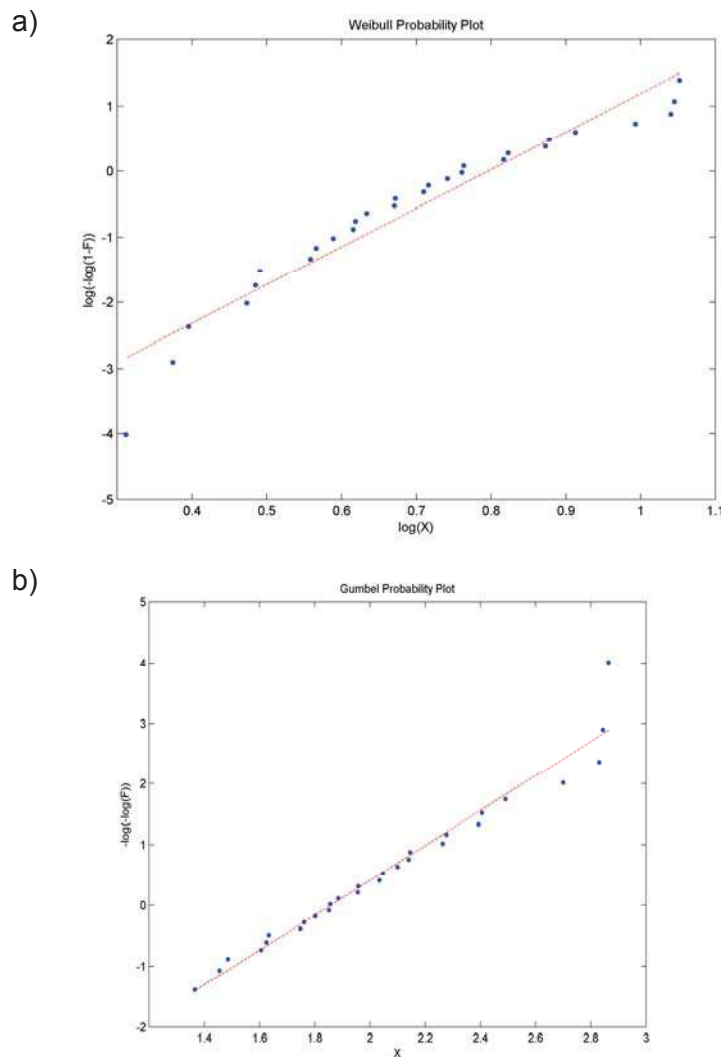 a)
Weibull Probability Plot
2
1
0
-1
-2
-3
-4
-5
log(-log(1-F))
0.4 0.5 0.6 0.7 0.8 0.9 1 1.1
log(X)
b)
Gumbel Probability Plot
5
4
3
2
1
0
-1
-2
-log(-log(F))
1.4 1.6 1.8 2 2.2 2.4 2.6 2.8 3
X